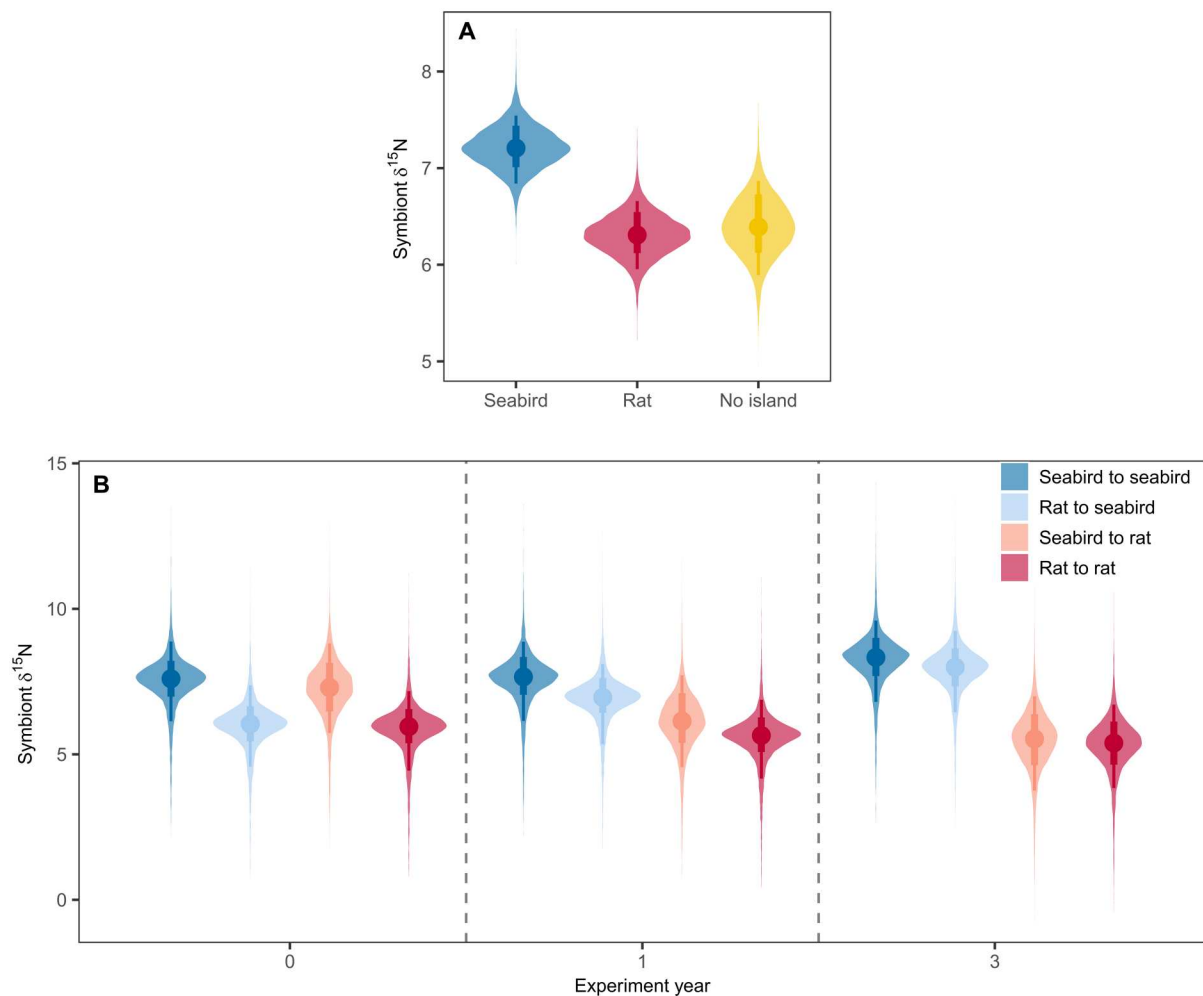 A
8
7
6
5
Symbiont δ15N
Seabird
Rat
No island
B
15
10
5
0
Symbiont δ15N
Seabird to seabird
Rat to seabird
Seabird to rat
Rat to rat
0
1
3
Experiment year